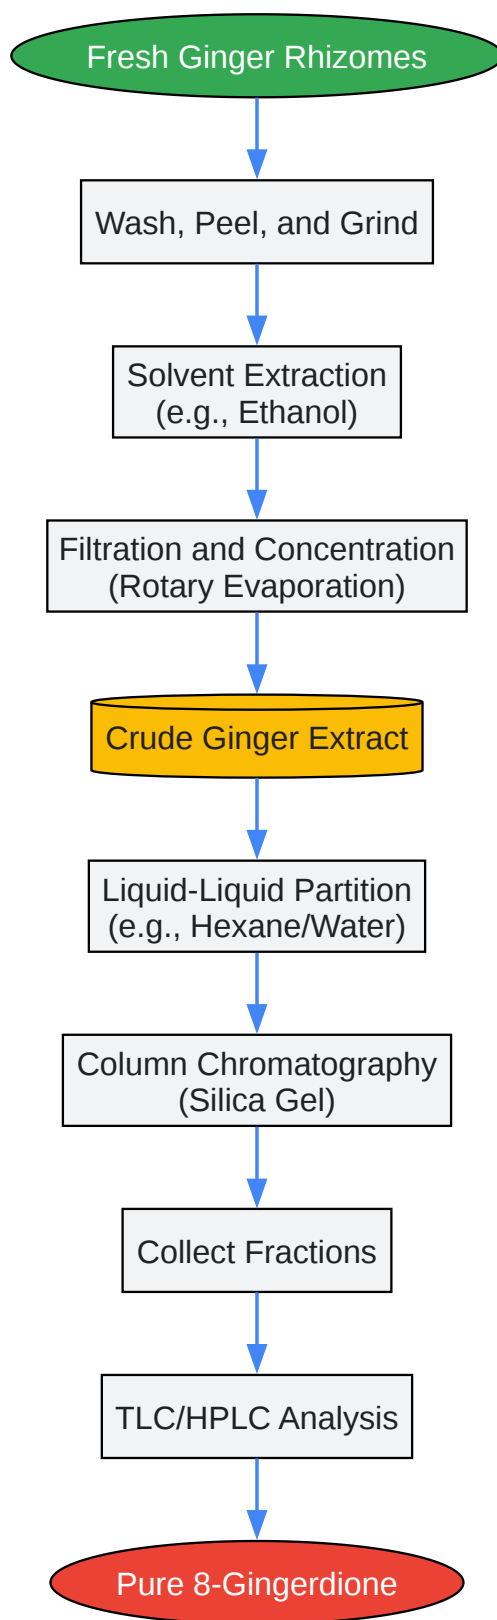 Fresh Ginger Rhizomes
Wash, Peel, and Grind
Solvent Extraction
(e.g., Ethanol)
Filtration and Concentration
(Rotary Evaporation)
Crude Ginger Extract
Liquid-Liquid Partition
(e.g., Hexane/Water)
Column Chromatography
(Silica Gel)
Collect Fractions
TLC/HPLC Analysis
Pure 8-Gingerdione